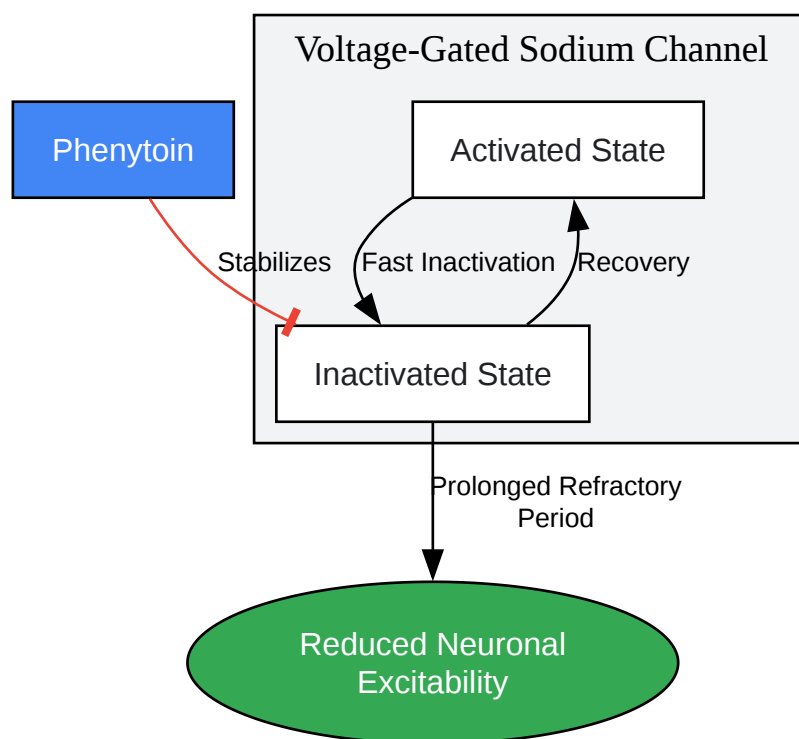 Voltage-Gated Sodium Channel
Phenytoin
Activated State
Stabilizes
Fast Inactivation
Recovery
Inactivated State
Prolonged Refractory
Period
Reduced Neuronal
Excitability